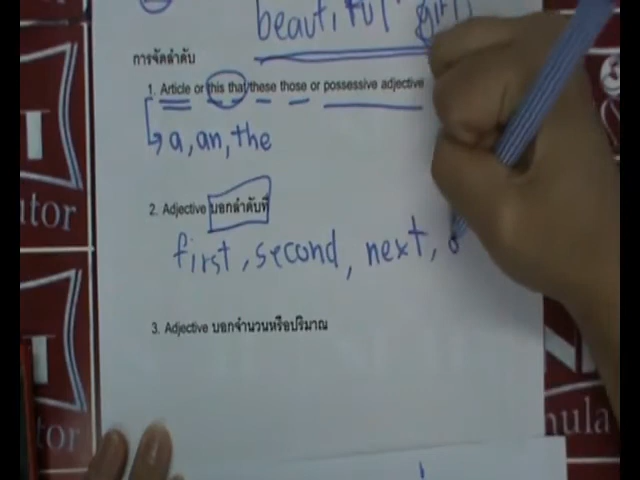 beautiful girl
การจัดลำดับ
1. Article or this that these those or possessive adjective
a, an, the
2. Adjective บอกลำดับที่
first, second, next,
3. Adjective บอกจำนวนหรือปริมาณ
utor
tor
nula